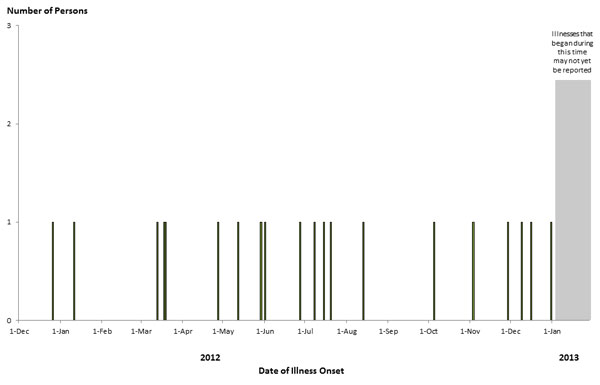 Number of Persons
3
Illnesses that
began during
this time
may not yet
be reported
2
1
0
1-Dec 1-Jan 1-Feb 1-Mar 1-Apr 1-May 1-Jun 1-Jul 1-Aug 1-Sep 1-Oct 1-Nov 1-Dec 1-Jan
2012 2013
Date of Illness Onset